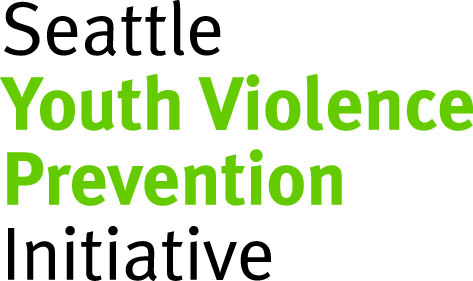 Seattle
Youth Violence
Prevention
Initiative